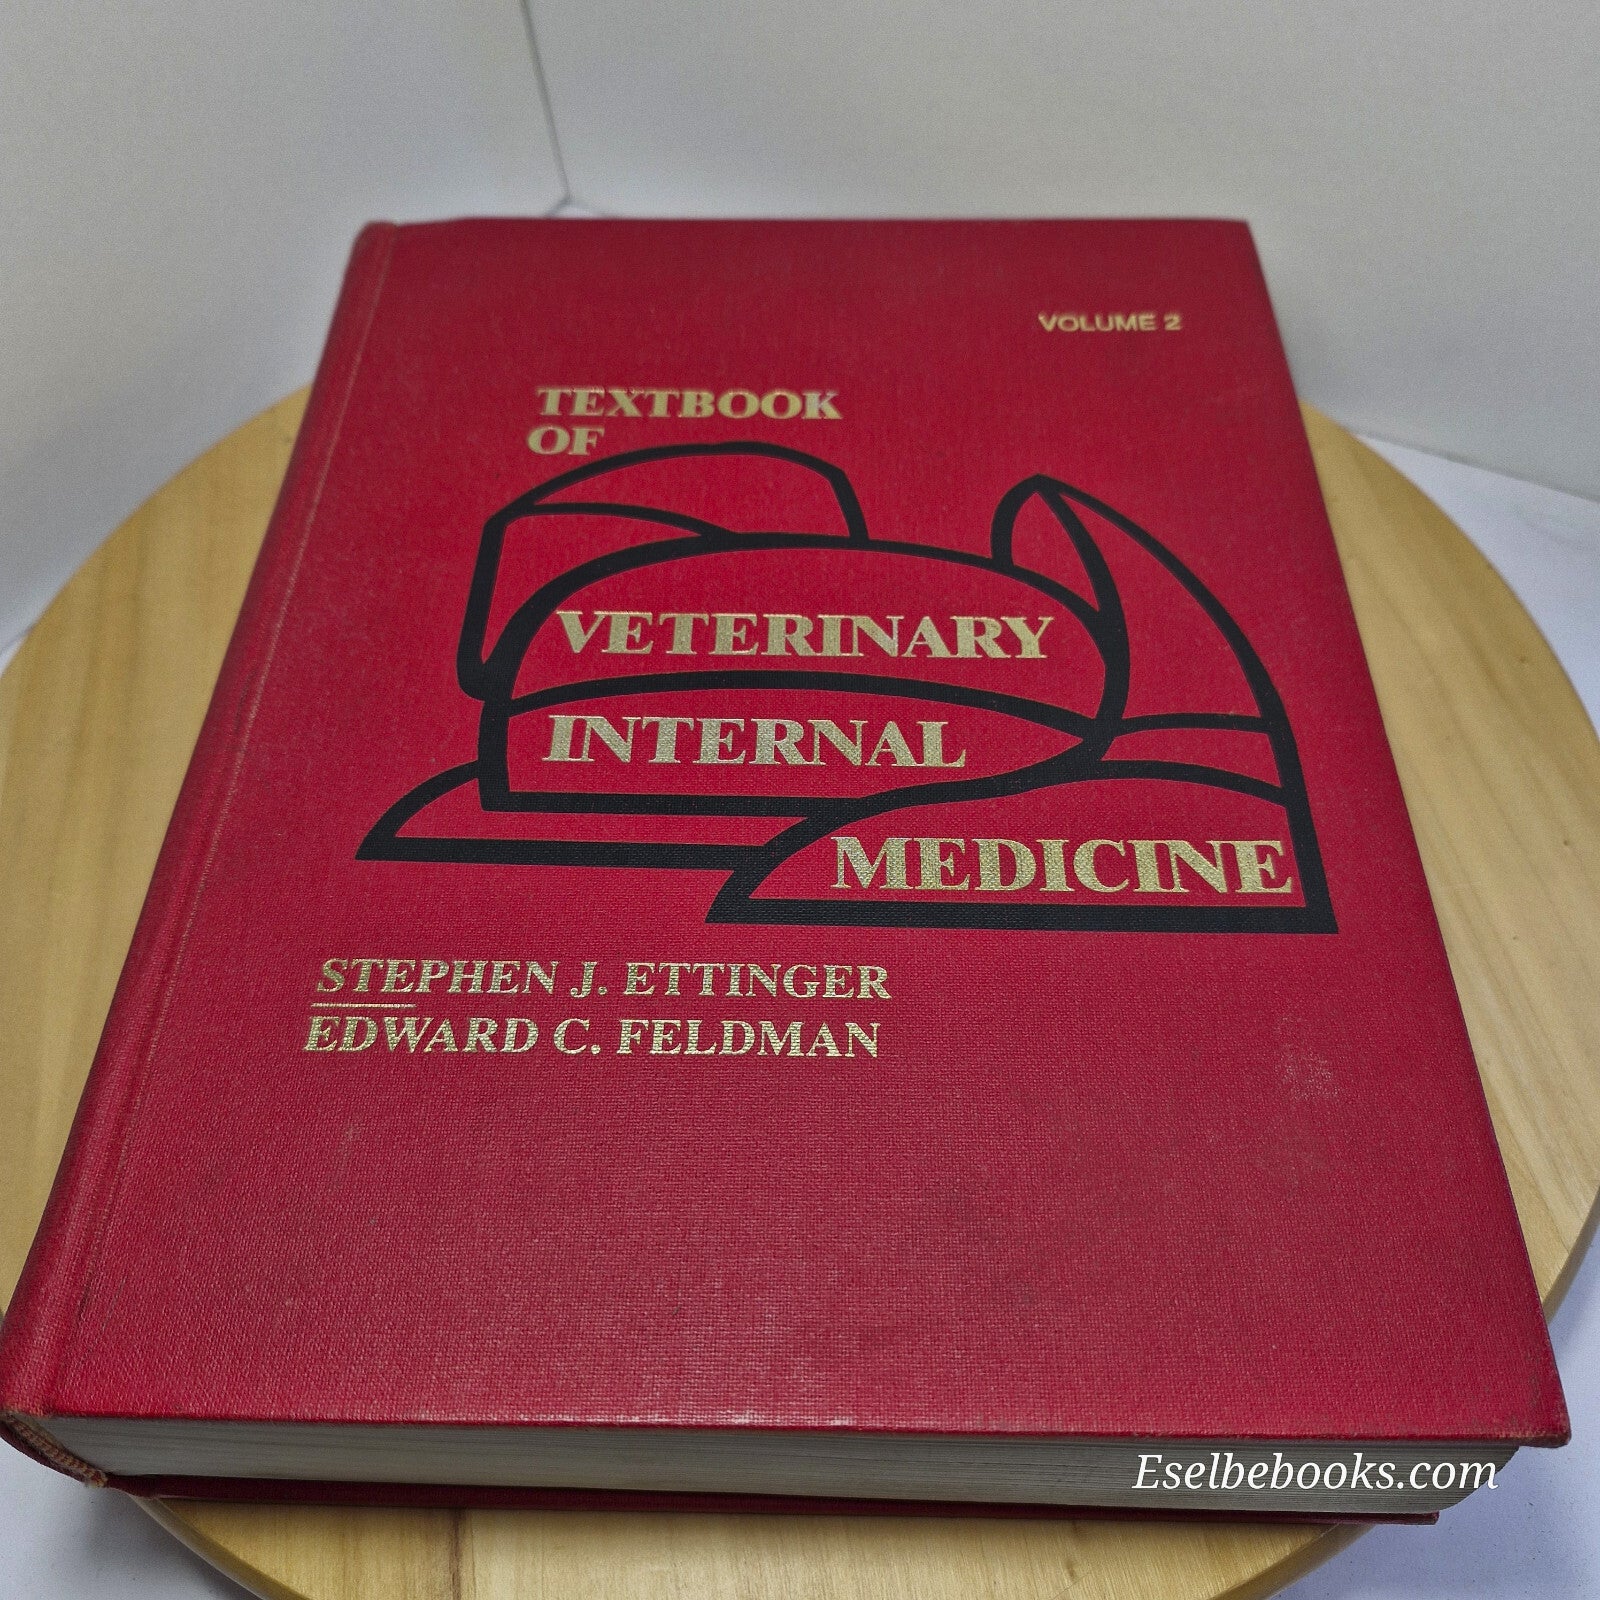 VOLUME 2
TEXTBOOK
OF
VETERINARY
INTERNAL
MEDICINE
STEPHEN J. ETTINGER
EDWARD C. FELDMAN
Eselbebooks.com